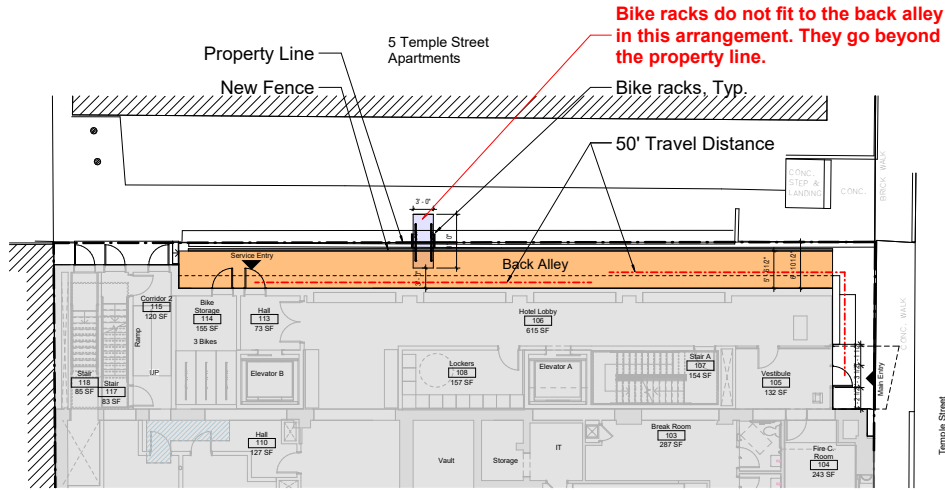 Bike racks do not fit to the back alley
in this arrangement. They go beyond
the property line.
5 Temple Street
Apartments
Property Line
New Fence
Bike racks, Typ.
50' Travel Distance
CONC.
STEP &
LANDING
CONC.
BRICK WALK
3' - 0"
Service Entry
Back Alley
Corridor 2
115
120 SF
Bike
Storage
114
155 SF
3 Bikes
Hall
113
73 SF
Hotel Lobby
106
615 SF
Ramp
UP
Elevator B
Lockers
108
157 SF
Elevator A
Stair A
107
154 SF
Vestibule
105
132 SF
Main Entry
CONC. WALK
Stair
118
85 SF
Stair
117
83 SF
Hall
110
127 SF
Vault
Storage
IT
Break Room
103
287 SF
Fire C.
Room
104
243 SF
Temple Street